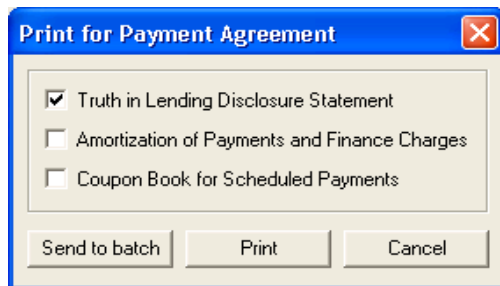 Print for Payment Agreement
Truth in Lending Disclosure Statement
Amortization of Payments and Finance Charges
Coupon Book for Scheduled Payments
Send to batch Print Cancel